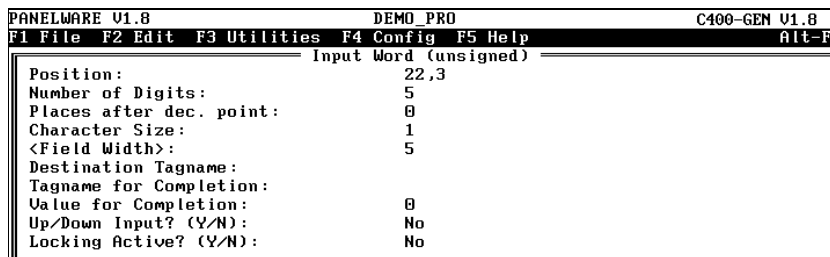 PANELWARE V1.8 DEMO_PRO C400-GEN V1.8
F1 File F2 Edit F3 Utilities F4 Config F5 Help Alt-F
Input Word (unsigned)
Position: 22,3
Number of Digits: 5
Places after dec. point: 0
Character Size: 1
<Field Width>: 5
Destination Tagname:
Tagname for Completion:
Value for Completion: 0
Up/Down Input? (Y/N): No
Locking Active? (Y/N): No